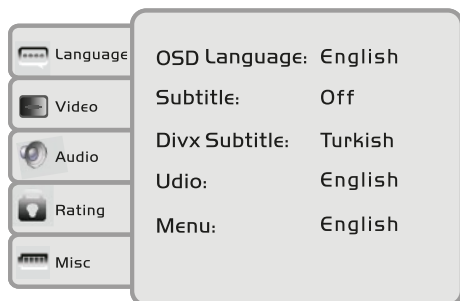 Language
Video
Audio
Rating
Misc
OSD Language: English
Subtitle: Off
Divx Subtitle: Turkish
Udio: English
Menu: English